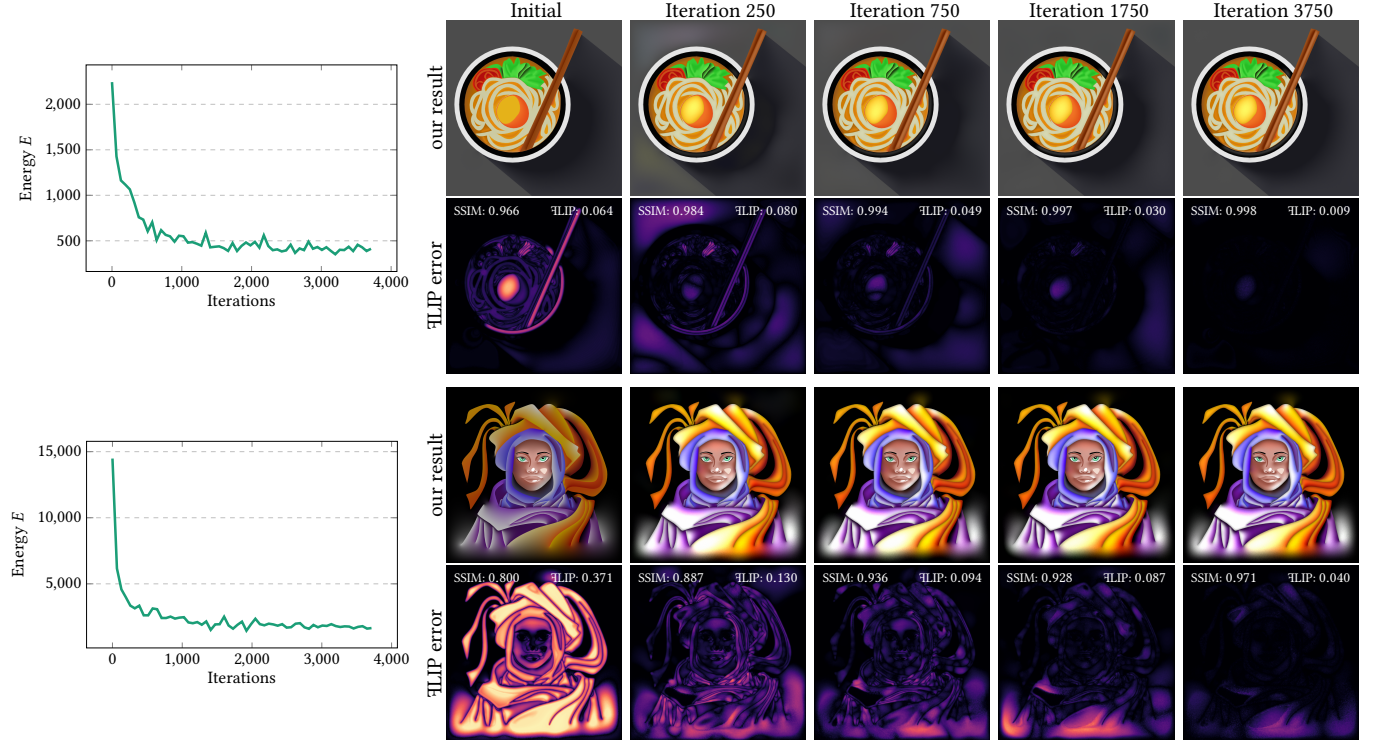 Initial
Iteration 250
Iteration 750
Iteration 1750
Iteration 3750
2,000
1,500
1,000
500
Energy E
0
1,000
2,000
3,000
4,000
Iterations
our result
ꟻLIP error
SSIM: 0.966
ꟻLIP: 0.064
SSIM: 0.984
ꟻLIP: 0.080
SSIM: 0.994
ꟻLIP: 0.049
SSIM: 0.997
ꟻLIP: 0.030
SSIM: 0.998
ꟻLIP: 0.009
15,000
10,000
5,000
Energy E
0
1,000
2,000
3,000
4,000
Iterations
our result
ꟻLIP error
SSIM: 0.800
ꟻLIP: 0.371
SSIM: 0.887
ꟻLIP: 0.130
SSIM: 0.936
ꟻLIP: 0.094
SSIM: 0.928
ꟻLIP: 0.087
SSIM: 0.971
ꟻLIP: 0.040